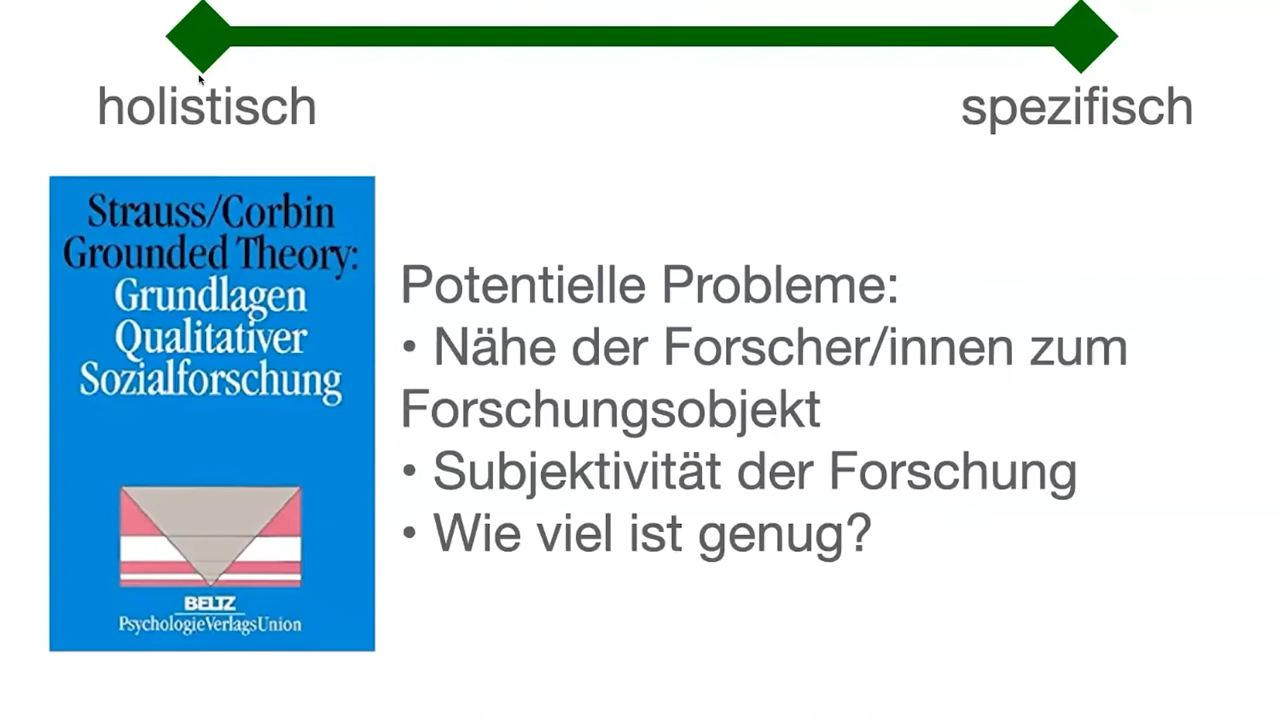 holistisch
spezifisch
Strauss/Corbin
Grounded Theory:
Grundlagen
Qualitativer
Sozialforschung
BELTZ
PsychologieVerlagsUnion
Potentielle Probleme:
• Nähe der Forscher/innen zum
Forschungsobjekt
• Subjektivität der Forschung
• Wie viel ist genug?